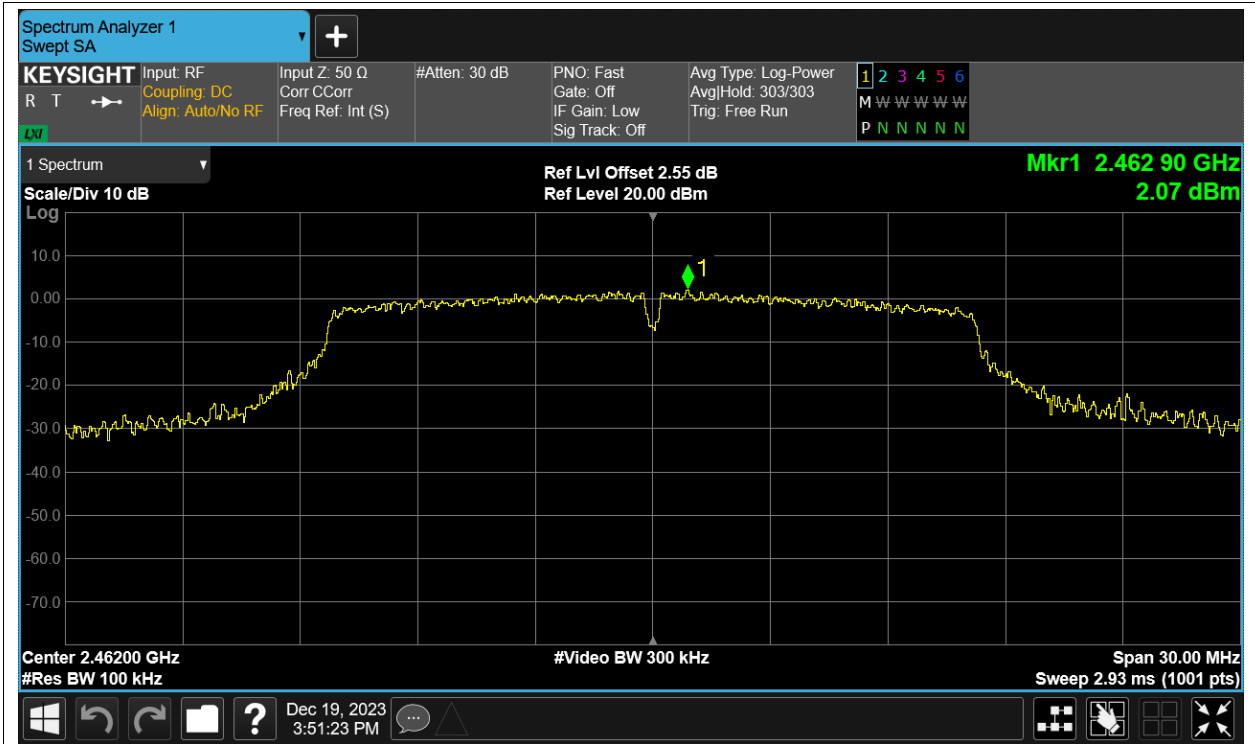 Spectrum Analyzer 1
Swept SA
KEYSIGHT
R T
LXI
Input: RF
Coupling: DC
Align: Auto/No RF
Input Z: 50 Ω
Corr CCorr
Freq Ref: Int (S)
#Atten: 30 dB
PNO: Fast
Gate: Off
IF Gain: Low
Sig Track: Off
Avg Type: Log-Power
Avg|Hold: 303/303
Trig: Free Run
1 2 3 4 5 6
M W W W W W
P N N N N N
1 Spectrum
Scale/Div 10 dB
Ref Lvl Offset 2.55 dB
Ref Level 20.00 dBm
Mkr1 2.462 90 GHz
2.07 dBm
Log
10.0
0.00
-10.0
-20.0
-30.0
-40.0
-50.0
-60.0
-70.0
1
Center 2.46200 GHz
#Res BW 100 kHz
#Video BW 300 kHz
Span 30.00 MHz
Sweep 2.93 ms (1001 pts)
?
Dec 19, 2023
3:51:23 PM